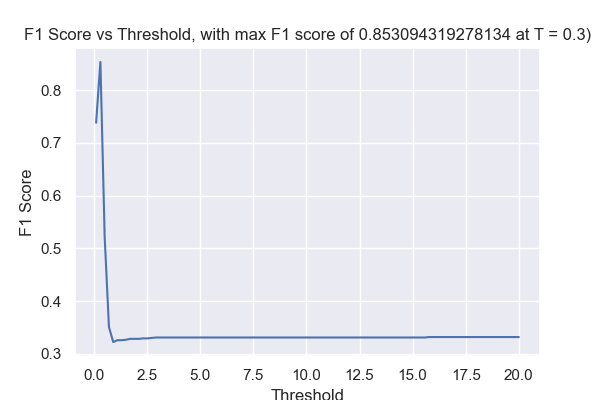 F1 Score vs Threshold, with max F1 score of 0.853094319278134 at T = 0.3)
F1 Score
0.8
0.7
0.6
0.5
0.4
0.3
0.0 2.5 5.0 7.5 10.0 12.5 15.0 17.5 20.0
Threshold